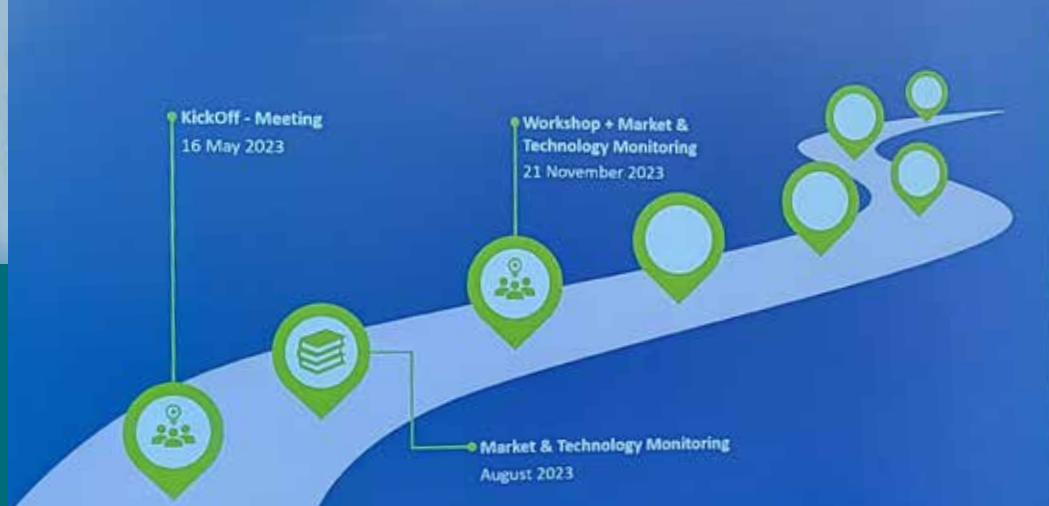 KickOff - Meeting
16 May 2023
Workshop + Market &
Technology Monitoring
21 November 2023
Market & Technology Monitoring
August 2023